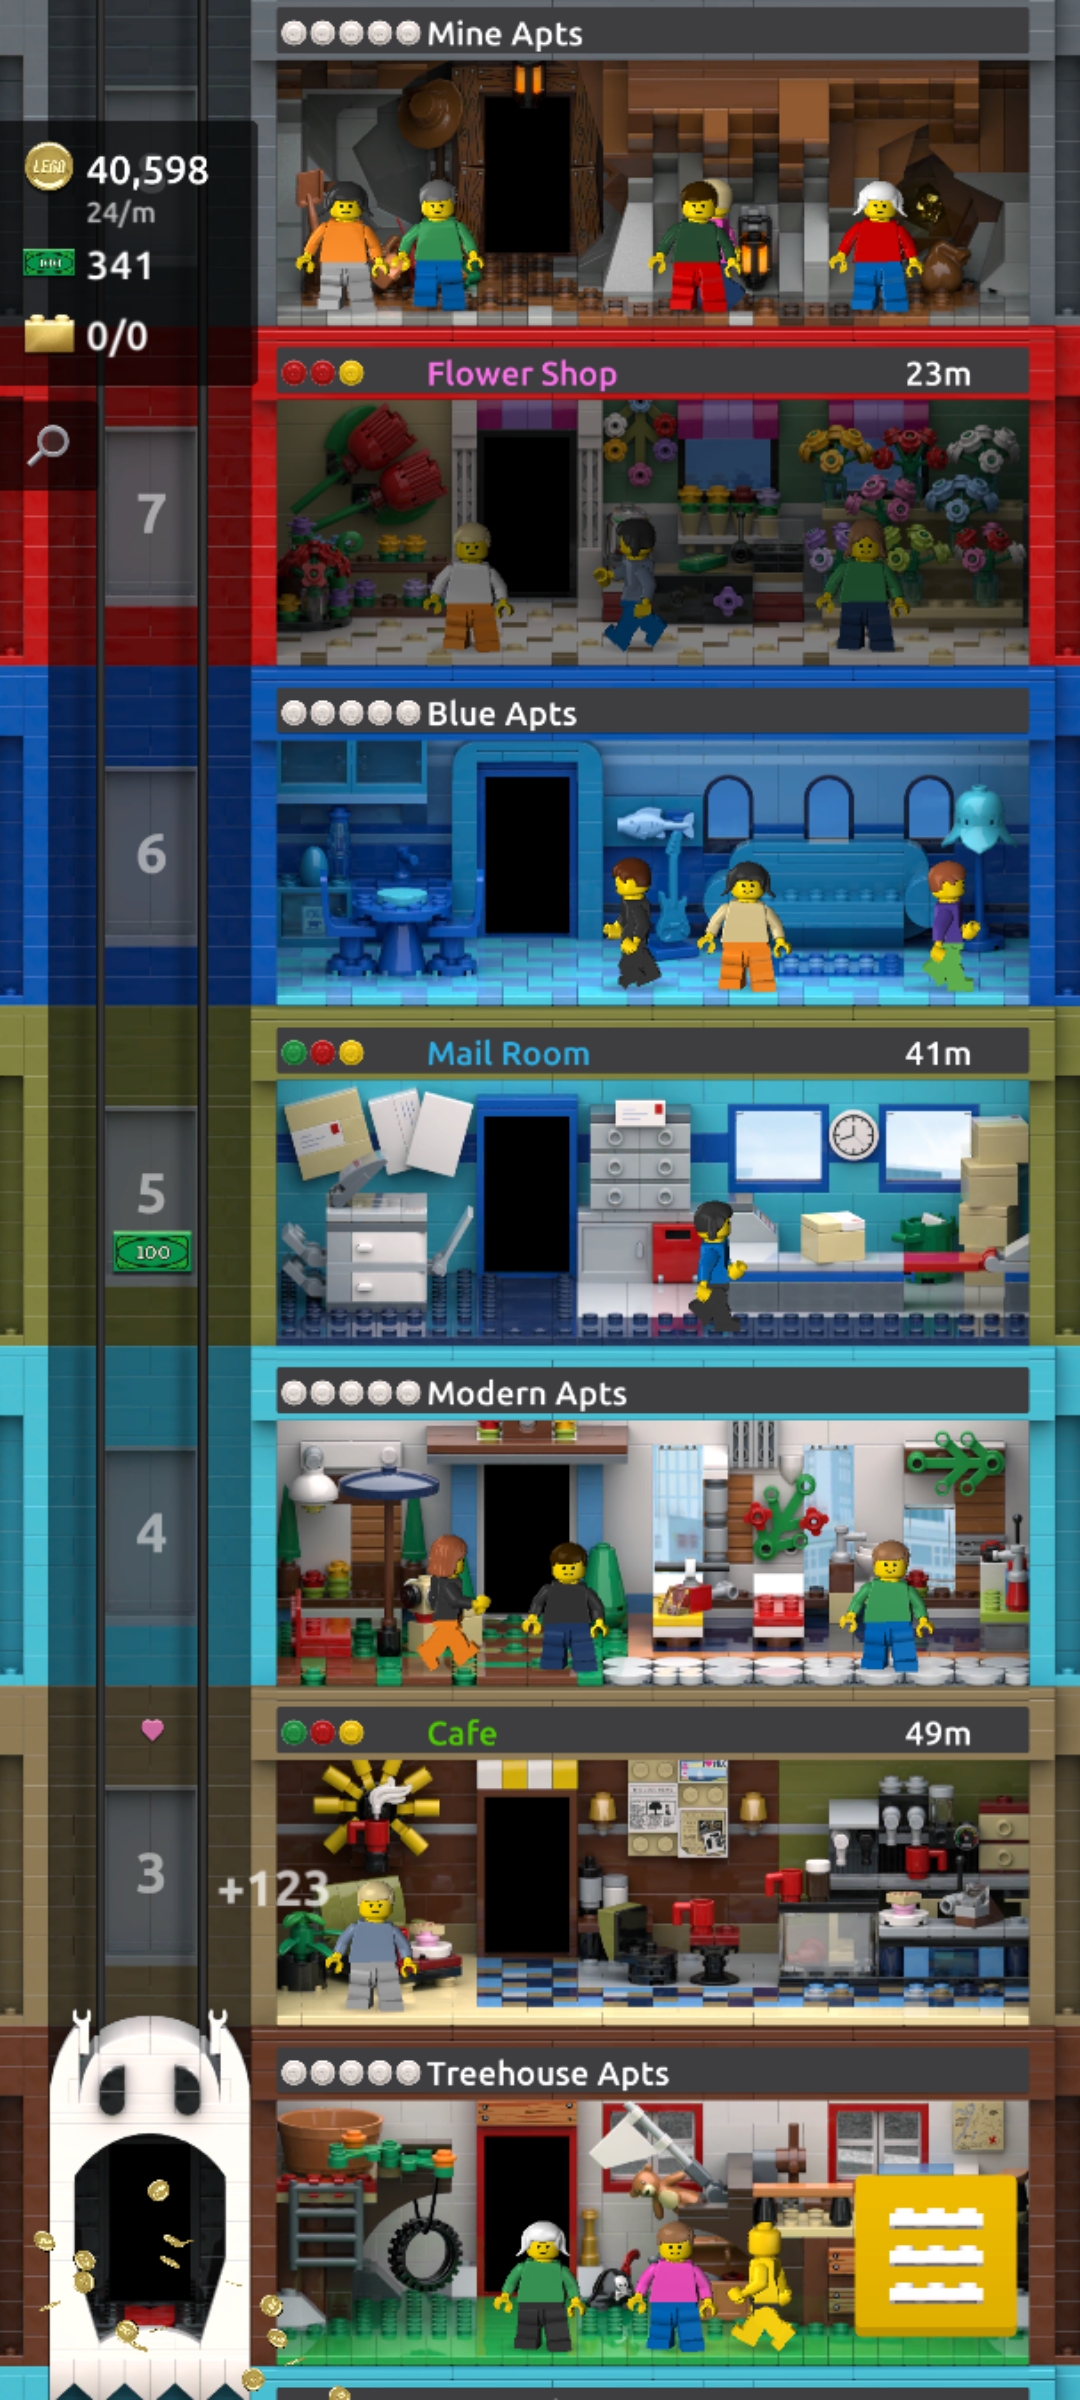 Mine Apts
LEGO 40,598
24/m
341
0/0
Flower Shop 23m
7
Blue Apts
6
Mail Room 41m
5
100
Modern Apts
4
Cafe 49m
3
+123
Treehouse Apts